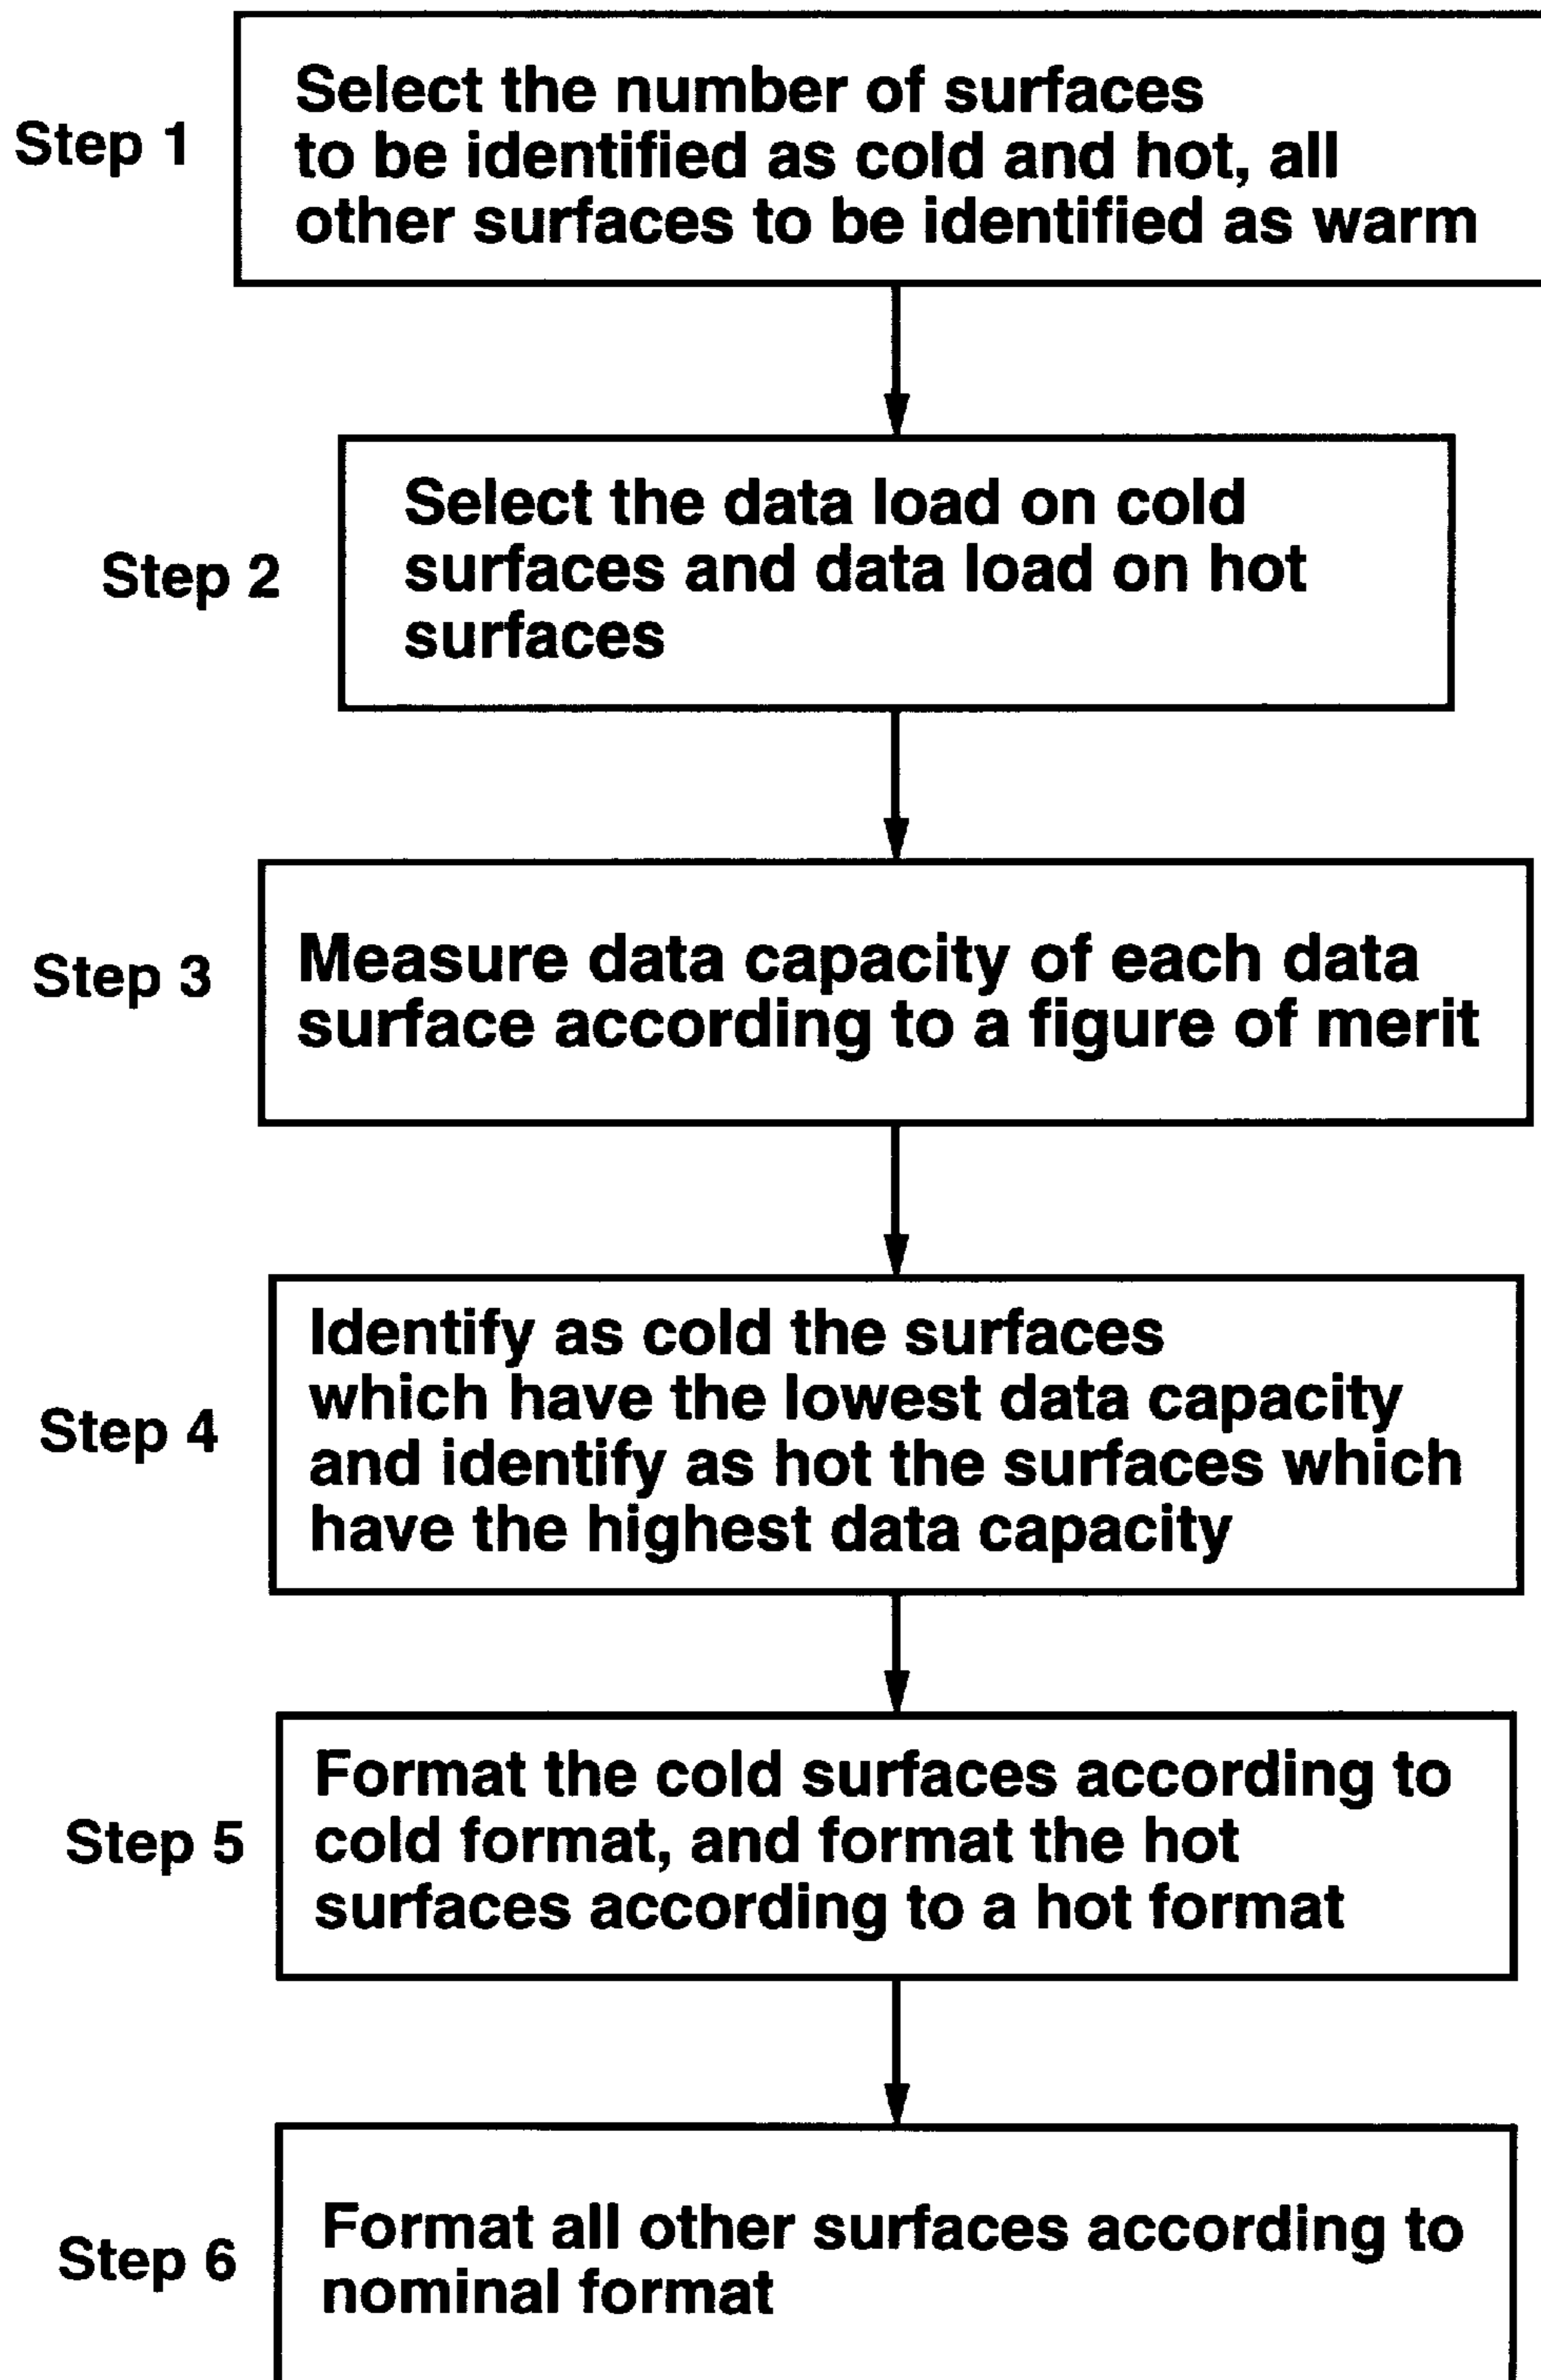 Step 1
Select the number of surfaces
to be identified as cold and hot, all
other surfaces to be identified as warm
Step 2
Select the data load on cold
surfaces and data load on hot
surfaces
Step 3
Measure data capacity of each data
surface according to a figure of merit
Step 4
Identify as cold the surfaces
which have the lowest data capacity
and identify as hot the surfaces which
have the highest data capacity
Step 5
Format the cold surfaces according to
cold format, and format the hot
surfaces according to a hot format
Step 6
Format all other surfaces according to
nominal format